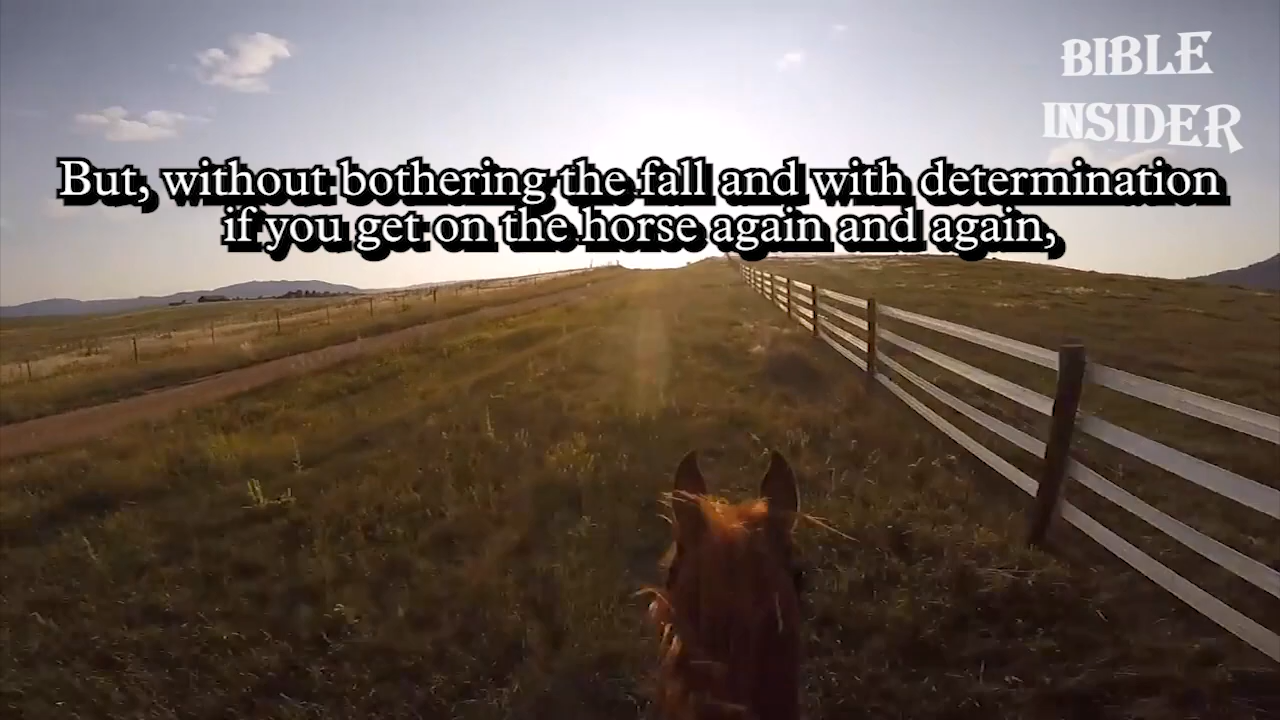 BIBLE
INSIDER
But, without bothering the fall and with determination
if you get on the horse again and again,